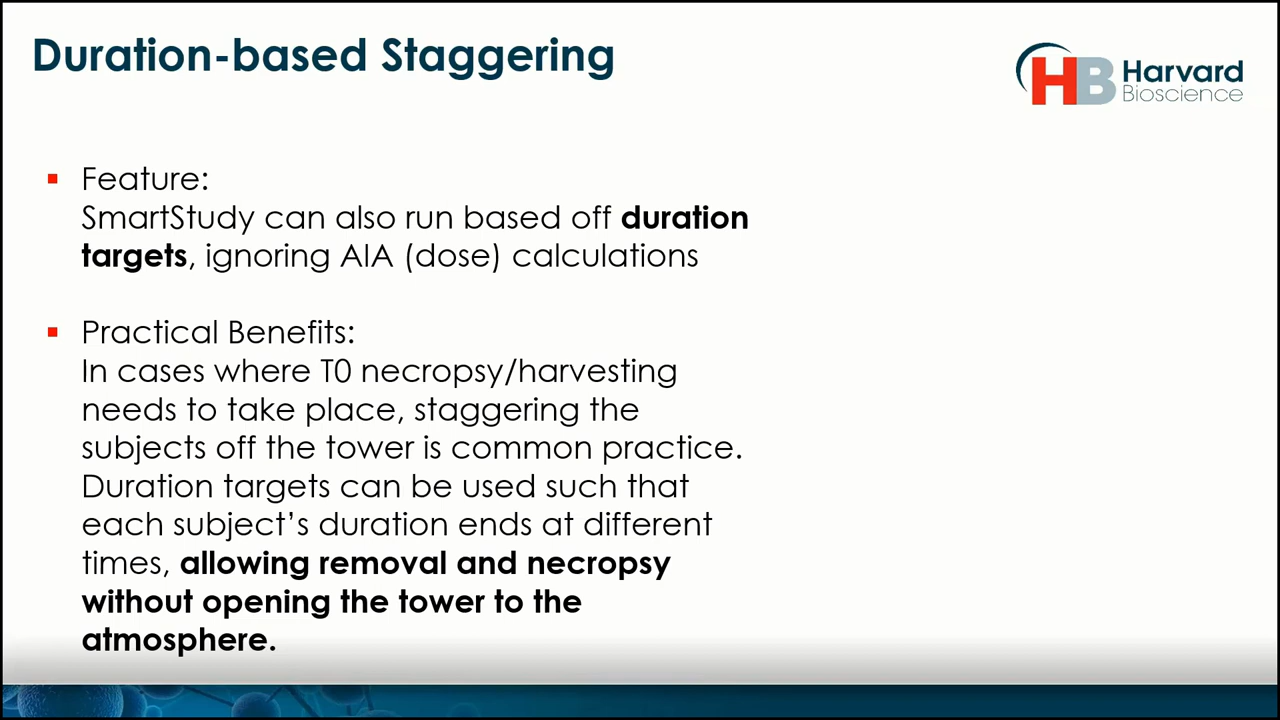 Duration-based Staggering
HB Harvard
Bioscience
Feature:
SmartStudy can also run based off duration
targets, ignoring AIA (dose) calculations
Practical Benefits:
In cases where T0 necropsy/harvesting
needs to take place, staggering the
subjects off the tower is common practice.
Duration targets can be used such that
each subject’s duration ends at different
times, allowing removal and necropsy
without opening the tower to the
atmosphere.